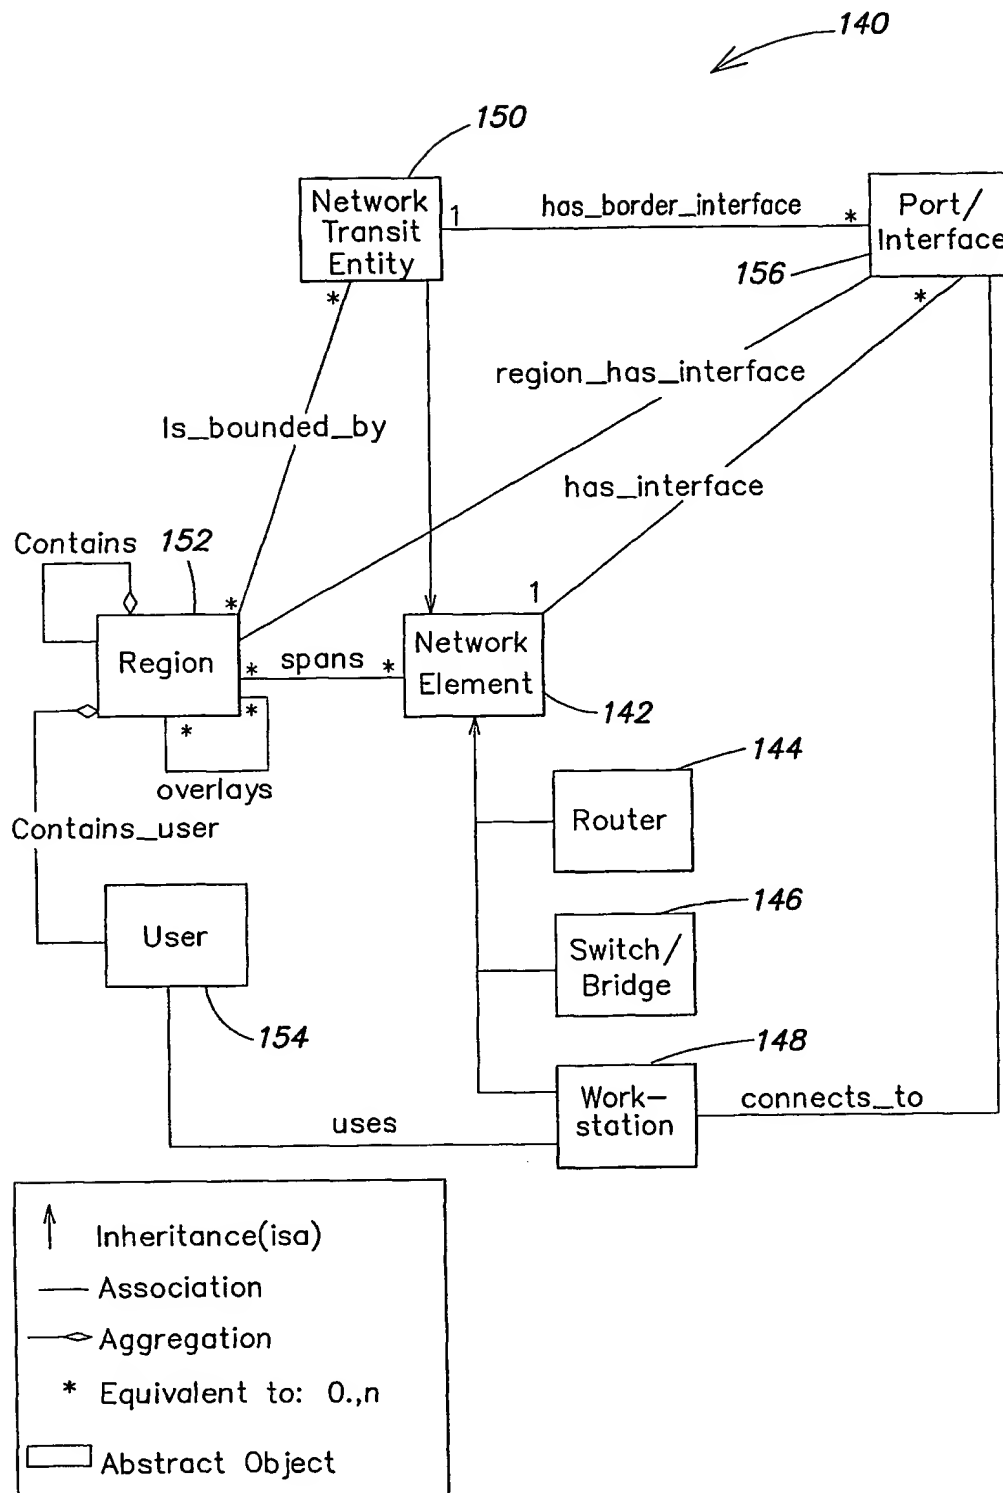 140
150
Network
Transit
Entity
1
has_border_interface
*
Port/
Interface
156
*
*
region_has_interface
Is_bounded_by
has_interface
Contains
152
*
1
Region
*
spans
*
Network
Element
142
*
*
overlays
144
Router
Contains_user
146
User
Switch/
Bridge
154
148
Work-
station
connects_to
uses
Inheritance(isa)
Association
Aggregation
* Equivalent to: 0.,n
Abstract Object